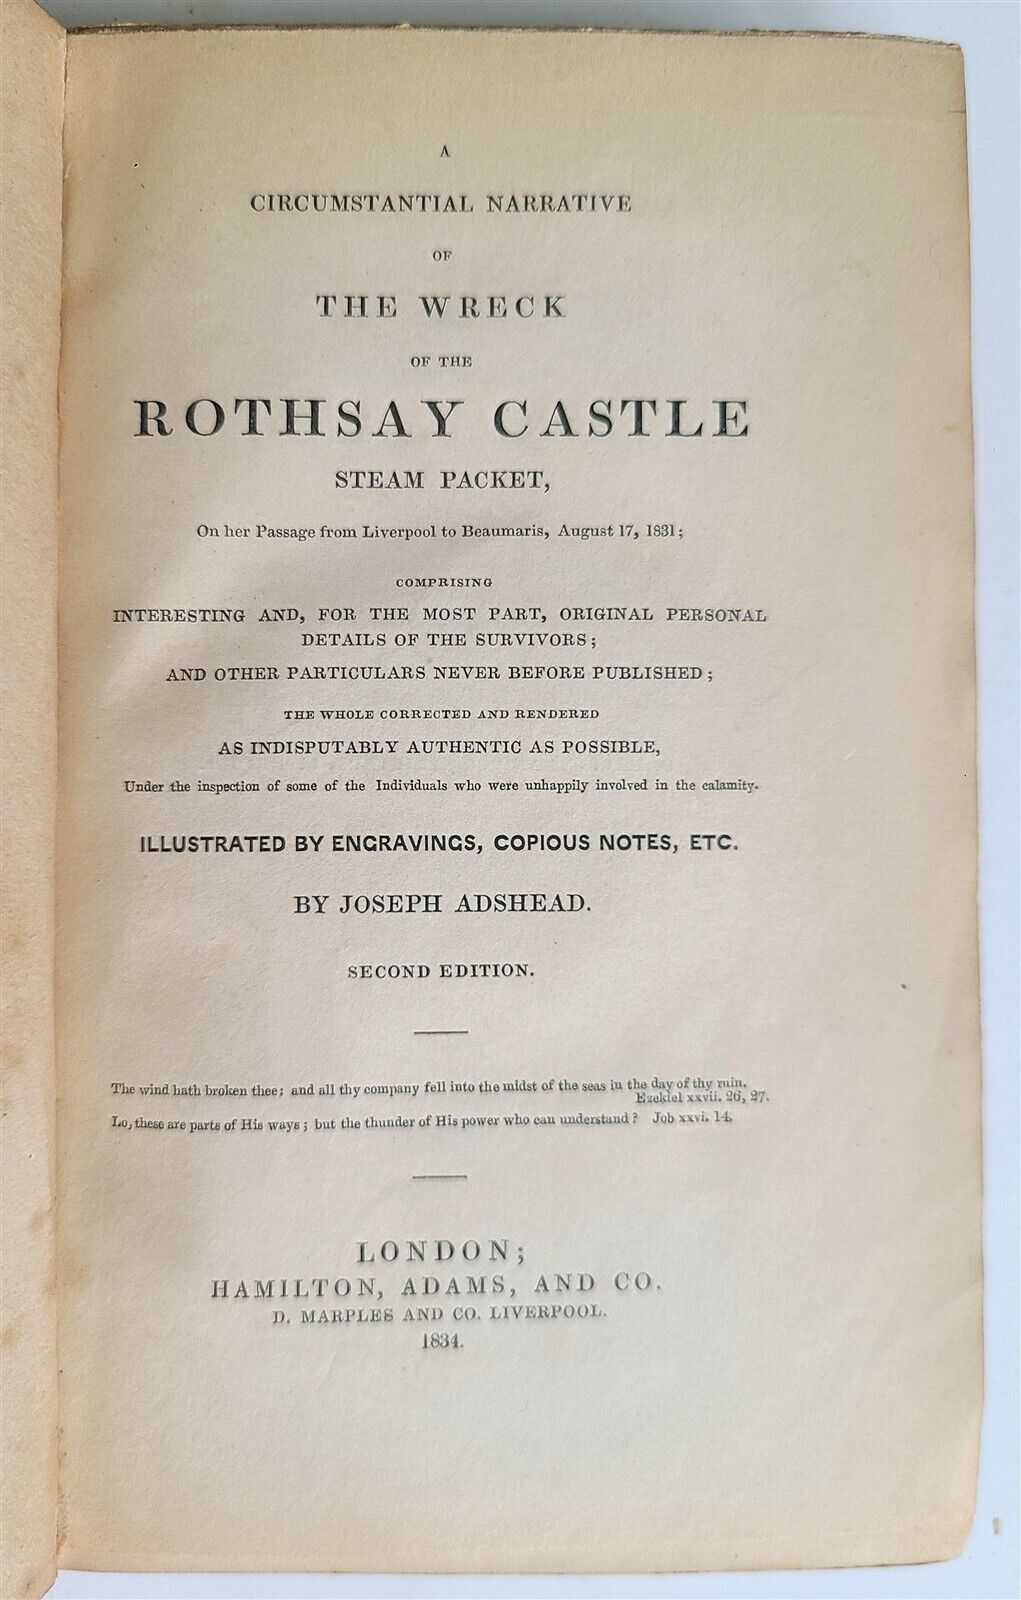 A
CIRCUMSTANTIAL NARRATIVE
OF
THE WRECK
OF THE
ROTHSAY CASTLE
STEAM PACKET,
On her Passage from Liverpool to Beaumaris, August 17, 1831;
COMPRISING
INTERESTING AND, FOR THE MOST PART, ORIGINAL PERSONAL
DETAILS OF THE SURVIVORS;
AND OTHER PARTICULARS NEVER BEFORE PUBLISHED;
THE WHOLE CORRECTED AND RENDERED
AS INDISPUTABLY AUTHENTIC AS POSSIBLE,
Under the inspection of some of the Individuals who were unhappily involved in the calamity.
ILLUSTRATED BY ENGRAVINGS, COPIOUS NOTES, ETC.
BY JOSEPH ADSHEAD.
SECOND EDITION.
The wind hath broken thee; and all thy company fell into the midst of the seas in the day of thy ruin.
Ezekiel xxvii. 26, 27.
Lo, these are parts of His ways; but the thunder of His power who can understand? Job xxvi. 14.
LONDON;
HAMILTON, ADAMS, AND CO.
D. MARPLES AND CO. LIVERPOOL.
1834.